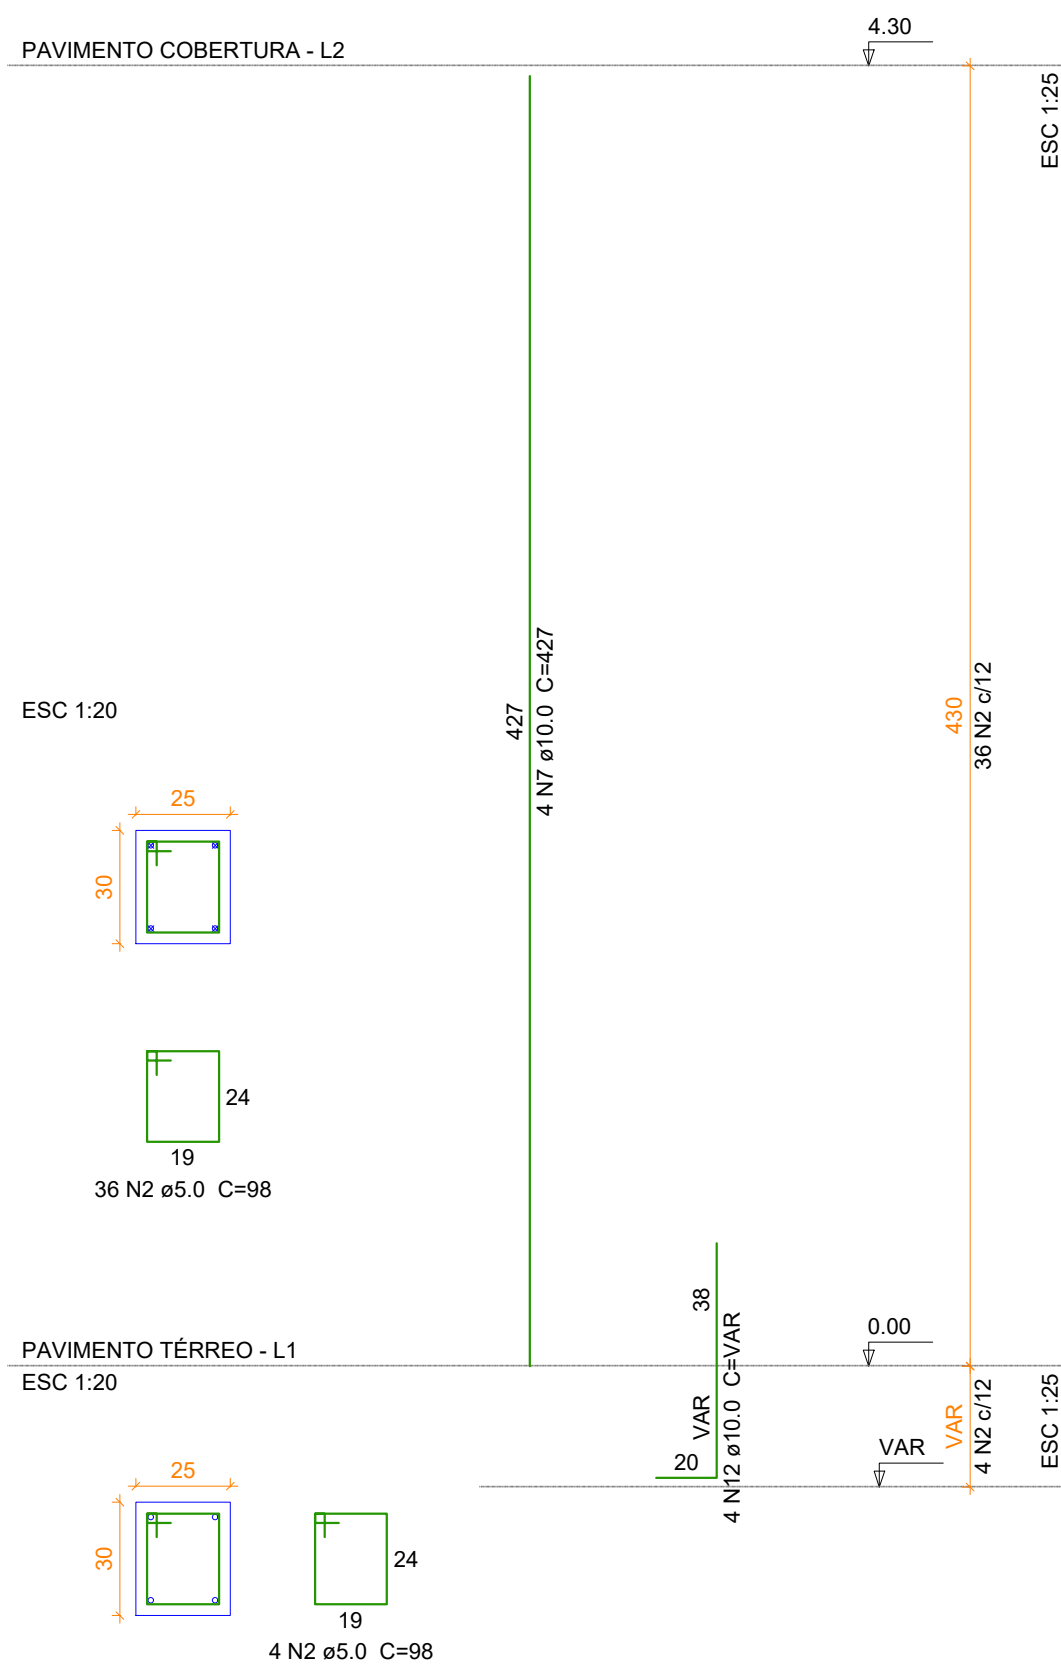 PAVIMENTO COBERTURA - L2
4.30
ESC 1:25
427
4 N7 ø10.0  C=427
430
36 N2 c/12
ESC 1:20
25
30
24
19
36 N2 ø5.0  C=98
38
VAR
20
4 N12 ø10.0  C=VAR
PAVIMENTO TÉRREO - L1
0.00
ESC 1:20
VAR
VAR
4 N2 c/12
ESC 1:25
25
30
24
19
4 N2 ø5.0  C=98